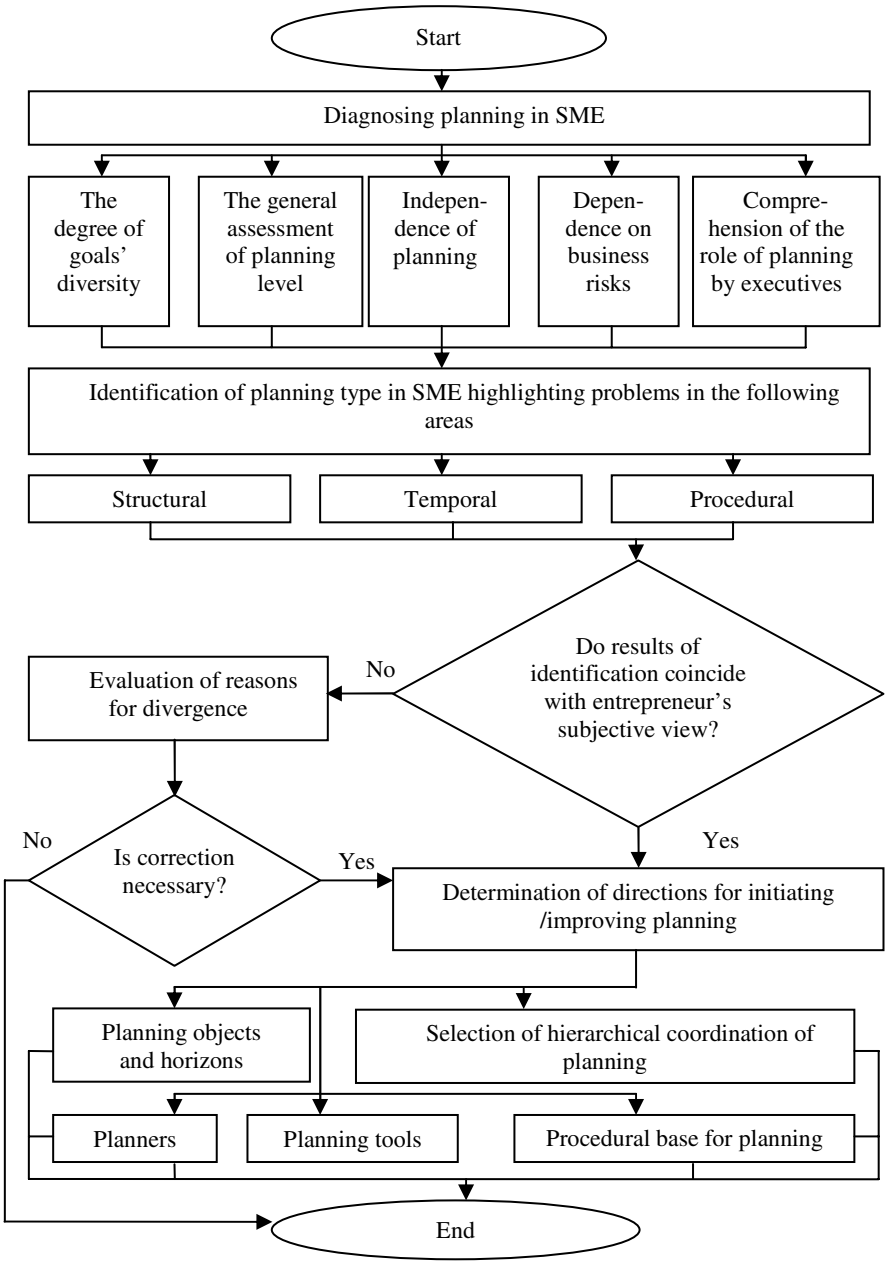 Start
Diagnosing planning in SME
The
degree of
goals'
diversity
The general
assessment
of planning
level
Indepen-
dence of
planning
Depen-
dence on
business
risks
Compre-
hension of the
role of planning
by executives
Identification of planning type in SME highlighting problems in the following
areas
Structural
Temporal
Procedural
Do results of
identification coincide
with entrepreneur's
subjective view?
No
Evaluation of reasons
for divergence
No
Is correction
necessary?
Yes
Yes
Determination of directions for initiating
/improving planning
Planning objects
and horizons
Selection of hierarchical coordination of
planning
Planners
Planning tools
Procedural base for planning
End